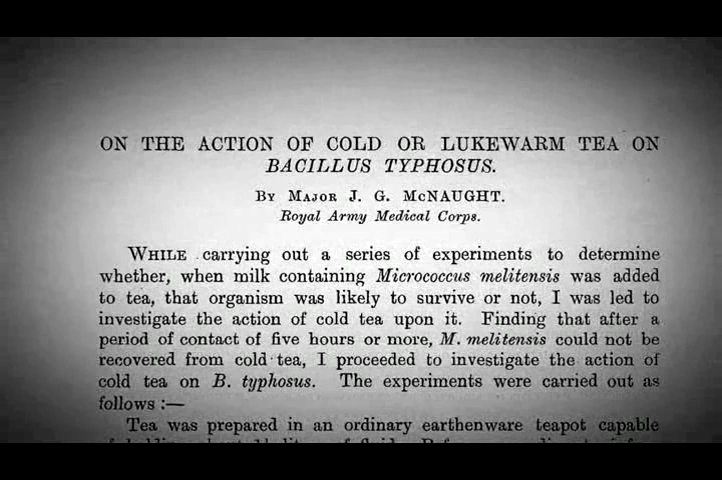 ON THE ACTION OF COLD OR LUKEWARM TEA ON
BACILLUS TYPHOSUS.
BY MAJOR J. G. McNAUGHT.
Royal Army Medical Corps.
WHILE carrying out a series of experiments to determine
whether, when milk containing Micrococcus melitensis was added
to tea, that organism was likely to survive or not, I was led to
investigate the action of cold tea upon it. Finding that after a
period of contact of five hours or more, M. melitensis could not be
recovered from cold tea, I proceeded to investigate the action of
cold tea on B. typhosus. The experiments were carried out as
follows :—
Tea was prepared in an ordinary earthenware teapot capable